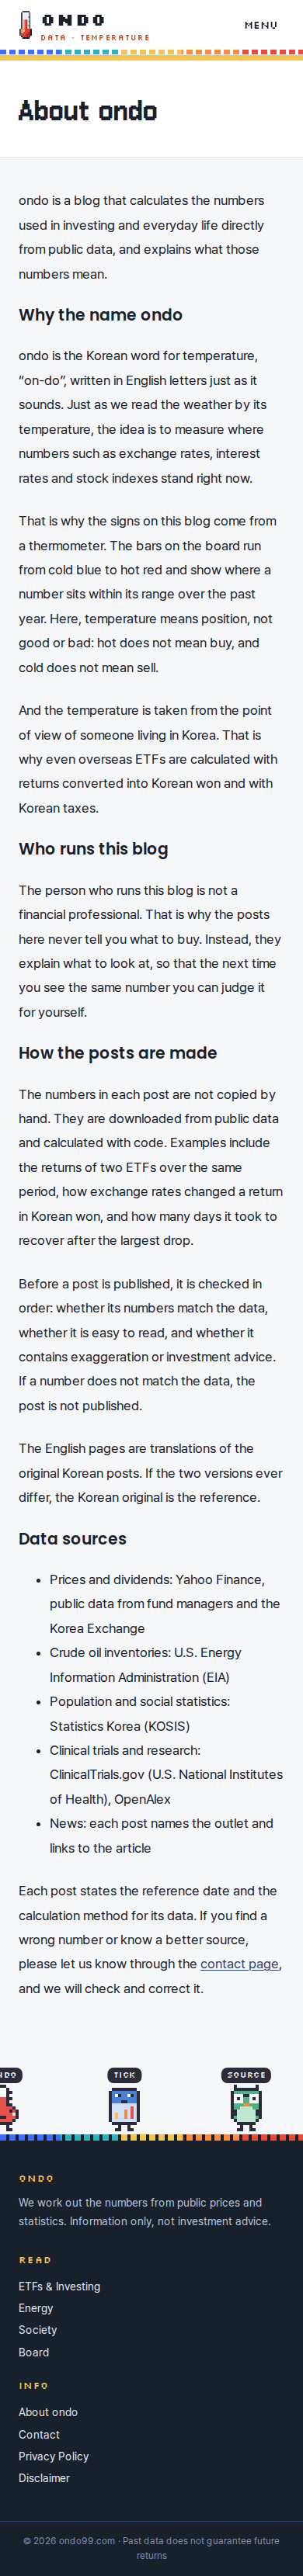 ONDO
DATA · TEMPERATURE
MENU
About ondo
ondo is a blog that calculates the numbers
used in investing and everyday life directly
from public data, and explains what those
numbers mean.
Why the name ondo
ondo is the Korean word for temperature,
“on-do”, written in English letters just as it
sounds. Just as we read the weather by its
temperature, the idea is to measure where
numbers such as exchange rates, interest
rates and stock indexes stand right now.
That is why the signs on this blog come from
a thermometer. The bars on the board run
from cold blue to hot red and show where a
number sits within its range over the past
year. Here, temperature means position, not
good or bad: hot does not mean buy, and
cold does not mean sell.
And the temperature is taken from the point
of view of someone living in Korea. That is
why even overseas ETFs are calculated with
returns converted into Korean won and with
Korean taxes.
Who runs this blog
The person who runs this blog is not a
financial professional. That is why the posts
here never tell you what to buy. Instead, they
explain what to look at, so that the next time
you see the same number you can judge it
for yourself.
How the posts are made
The numbers in each post are not copied by
hand. They are downloaded from public data
and calculated with code. Examples include
the returns of two ETFs over the same
period, how exchange rates changed a return
in Korean won, and how many days it took to
recover after the largest drop.
Before a post is published, it is checked in
order: whether its numbers match the data,
whether it is easy to read, and whether it
contains exaggeration or investment advice.
If a number does not match the data, the
post is not published.
The English pages are translations of the
original Korean posts. If the two versions ever
differ, the Korean original is the reference.
Data sources
• Prices and dividends: Yahoo Finance,
public data from fund managers and the
Korea Exchange
• Crude oil inventories: U.S. Energy
Information Administration (EIA)
• Population and social statistics:
Statistics Korea (KOSIS)
• Clinical trials and research:
ClinicalTrials.gov (U.S. National Institutes
of Health), OpenAlex
• News: each post names the outlet and
links to the article
Each post states the reference date and the
calculation method for its data. If you find a
wrong number or know a better source,
please let us know through the contact page,
and we will check and correct it.
NDO
TICK
SOURCE
ONDO
We work out the numbers from public prices and
statistics. Information only, not investment advice.
READ
ETFs & Investing
Energy
Society
Board
INFO
About ondo
Contact
Privacy Policy
Disclaimer
© 2026 ondo99.com · Past data does not guarantee future
returns